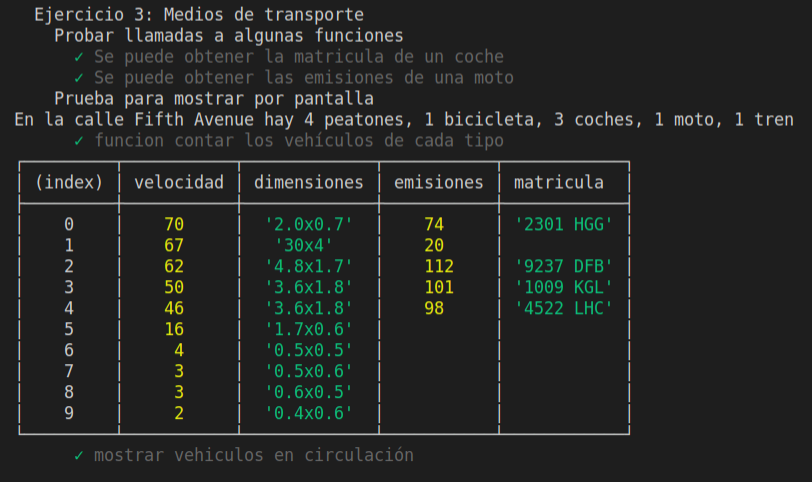 Ejercicio 3: Medios de transporte
Probar llamadas a algunas funciones
✓ Se puede obtener la matricula de un coche
✓ Se puede obtener las emisiones de una moto
Prueba para mostrar por pantalla
En la calle Fifth Avenue hay 4 peatones, 1 bicicleta, 3 coches, 1 moto, 1 tren
✓ funcion contar los vehículos de cada tipo
(index) velocidad dimensiones emisiones matricula
0 70 '2.0x0.7' 74 '2301 HGG'
1 67 '30x4' 20
2 62 '4.8x1.7' 112 '9237 DFB'
3 50 '3.6x1.8' 101 '1009 KGL'
4 46 '3.6x1.8' 98 '4522 LHC'
5 16 '1.7x0.6'
6 4 '0.5x0.5'
7 3 '0.5x0.6'
8 3 '0.6x0.5'
9 2 '0.4x0.6'
✓ mostrar vehiculos en circulación